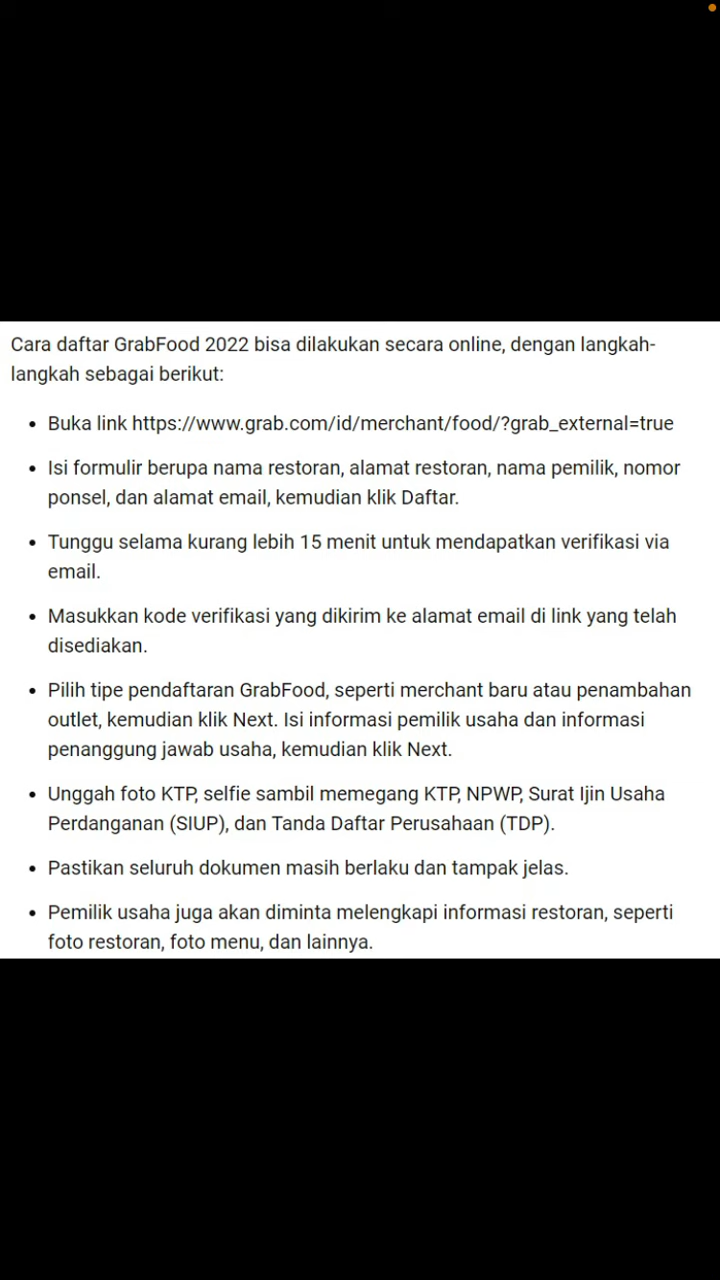 Cara daftar GrabFood 2022 bisa dilakukan secara online, dengan langkah-
langkah sebagai berikut:
• Buka link https://www.grab.com/id/merchant/food/?grab_external=true
• Isi formulir berupa nama restoran, alamat restoran, nama pemilik, nomor
ponsel, dan alamat email, kemudian klik Daftar.
• Tunggu selama kurang lebih 15 menit untuk mendapatkan verifikasi via
email.
• Masukkan kode verifikasi yang dikirim ke alamat email di link yang telah
disediakan.
• Pilih tipe pendaftaran GrabFood, seperti merchant baru atau penambahan
outlet, kemudian klik Next. Isi informasi pemilik usaha dan informasi
penanggung jawab usaha, kemudian klik Next.
• Unggah foto KTP, selfie sambil memegang KTP, NPWP, Surat Ijin Usaha
Perdanganan (SIUP), dan Tanda Daftar Perusahaan (TDP).
• Pastikan seluruh dokumen masih berlaku dan tampak jelas.
• Pemilik usaha juga akan diminta melengkapi informasi restoran, seperti
foto restoran, foto menu, dan lainnya.